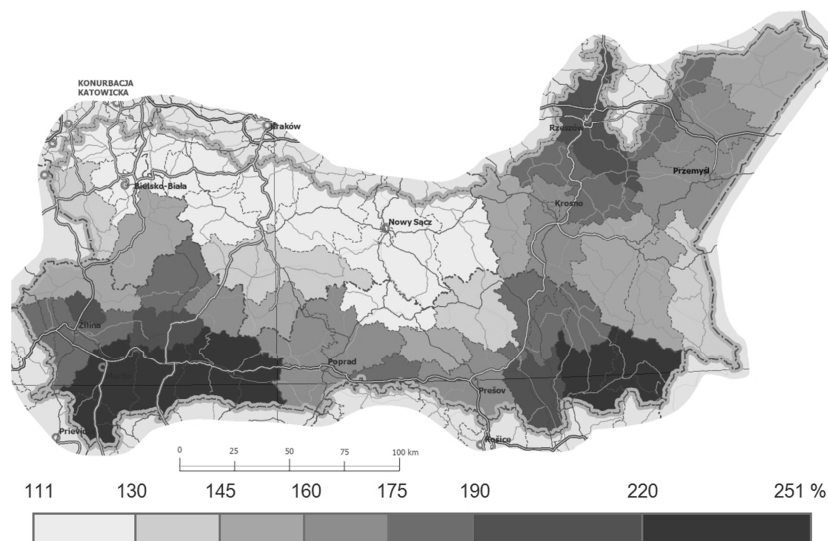 KONURBACJA
KATOWICKA
Kraków
Rzeszów
Bielsko-Biała
Przemyśl
Krosno
Nowy Sącz
Žilina
Poprad
Prešov
Košice
0 25 50 75 100 km
111 130 145 160 175 190 220 251 %